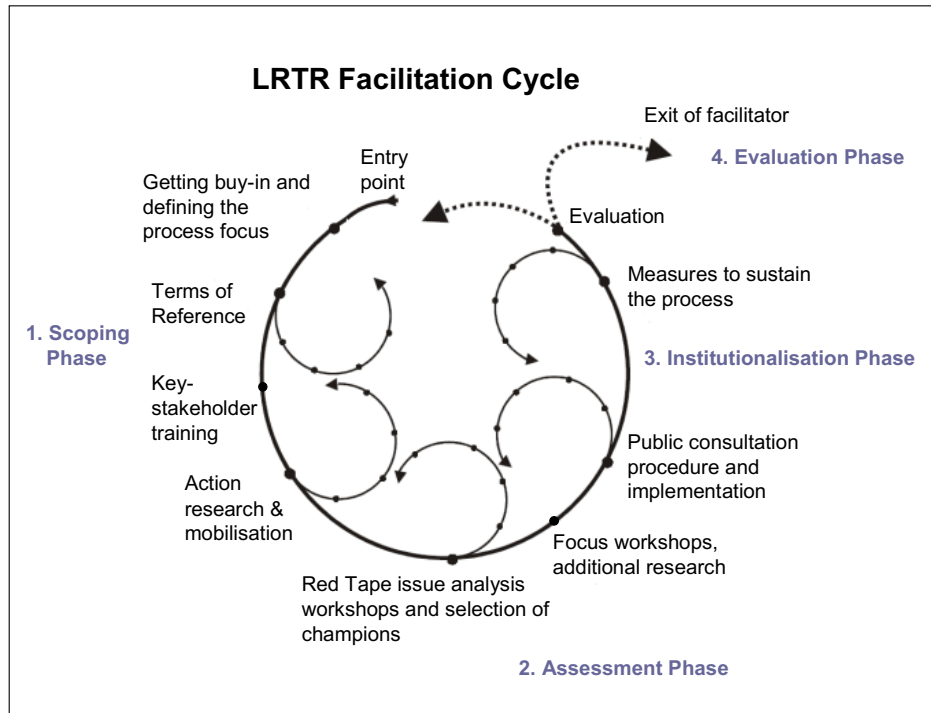 LRTR Facilitation Cycle
Exit of facilitator
4. Evaluation Phase
Entry
point
Getting buy-in and
defining the
process focus
Evaluation
Terms of
Reference
Measures to sustain
the process
1. Scoping
Phase
3. Institutionalisation Phase
Key-
stakeholder
training
Public consultation
procedure and
implementation
Action
research &
mobilisation
Focus workshops,
additional research
Red Tape issue analysis
workshops and selection of
champions
2. Assessment Phase